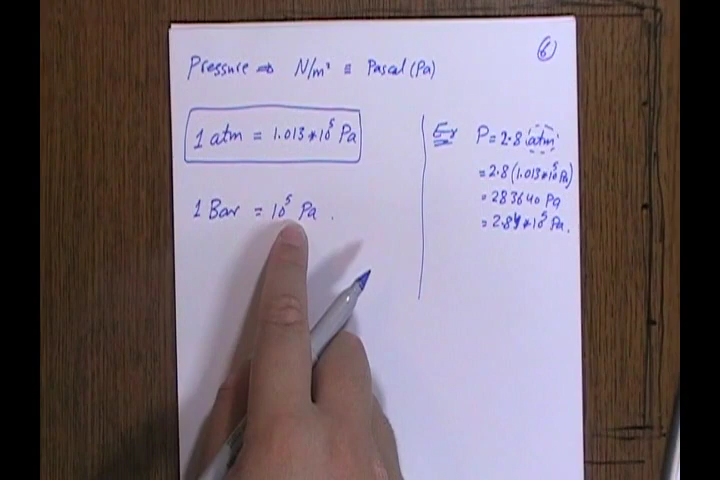 6
Pressure ⇒ N/m² ≡ Pascal (Pa)
1 atm = 1.013*10⁵ Pa
1 Bar = 10⁵ Pa .
Ex P = 2.8 atm
= 2.8 (1.013*10⁵ Pa)
= 283640 Pa
= 2.84*10⁵ Pa.